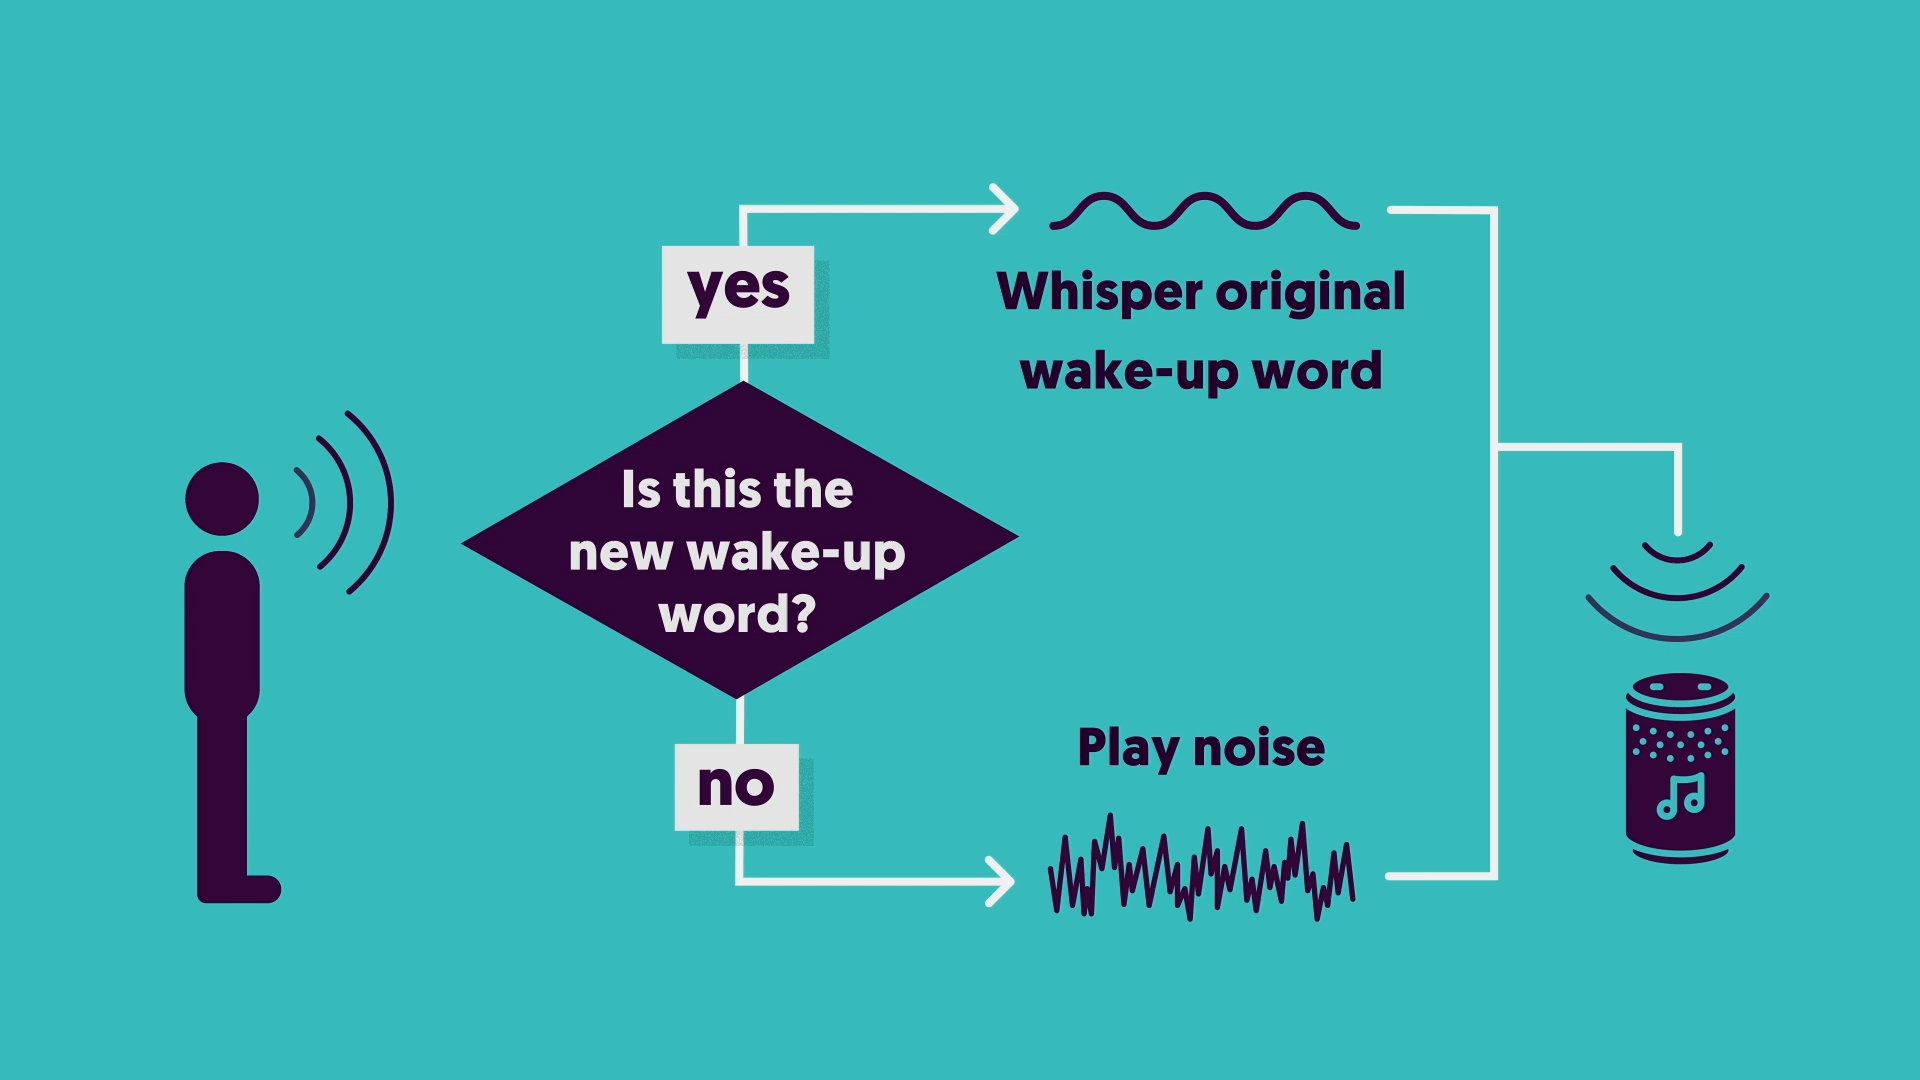 yes
Whisper original
wake-up word
Is this the
new wake-up
word?
no
Play noise